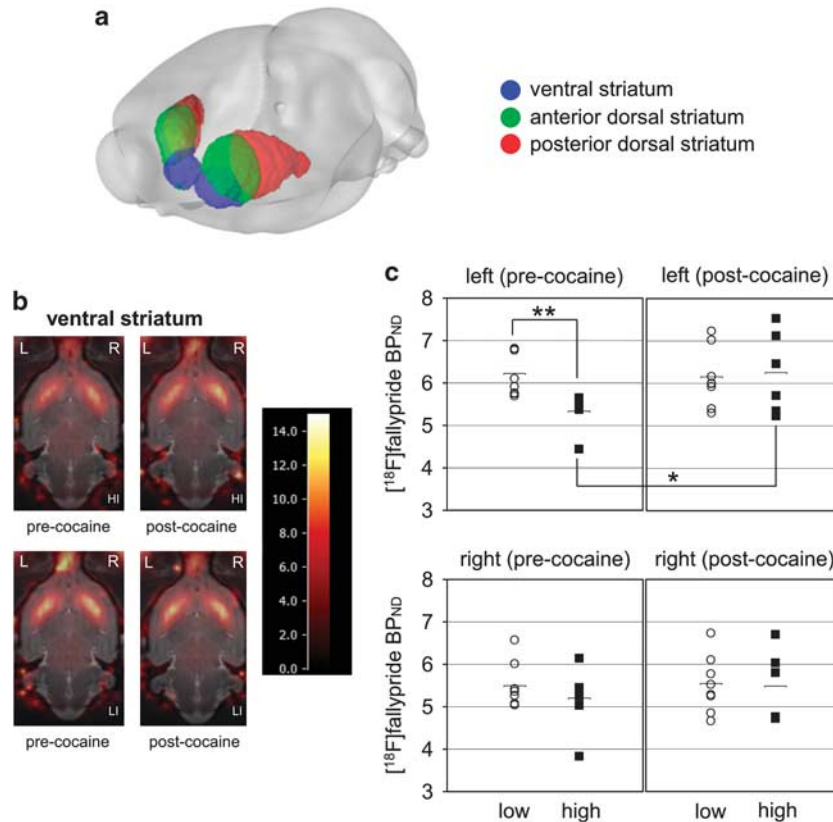 a
ventral striatum
anterior dorsal striatum
posterior dorsal striatum
b
ventral striatum
L R
HI
pre-cocaine
L R
HI
post-cocaine
L R
LI
pre-cocaine
L R
LI
post-cocaine
14.0
12.0
10.0
8.0
6.0
4.0
2.0
0.0
c
left (pre-cocaine)
left (post-cocaine)
[¹⁸F]fallypride BPND
8
7
6
5
4
3
**
*
right (pre-cocaine)
right (post-cocaine)
[¹⁸F]fallypride BPND
8
7
6
5
4
3
low high
low high